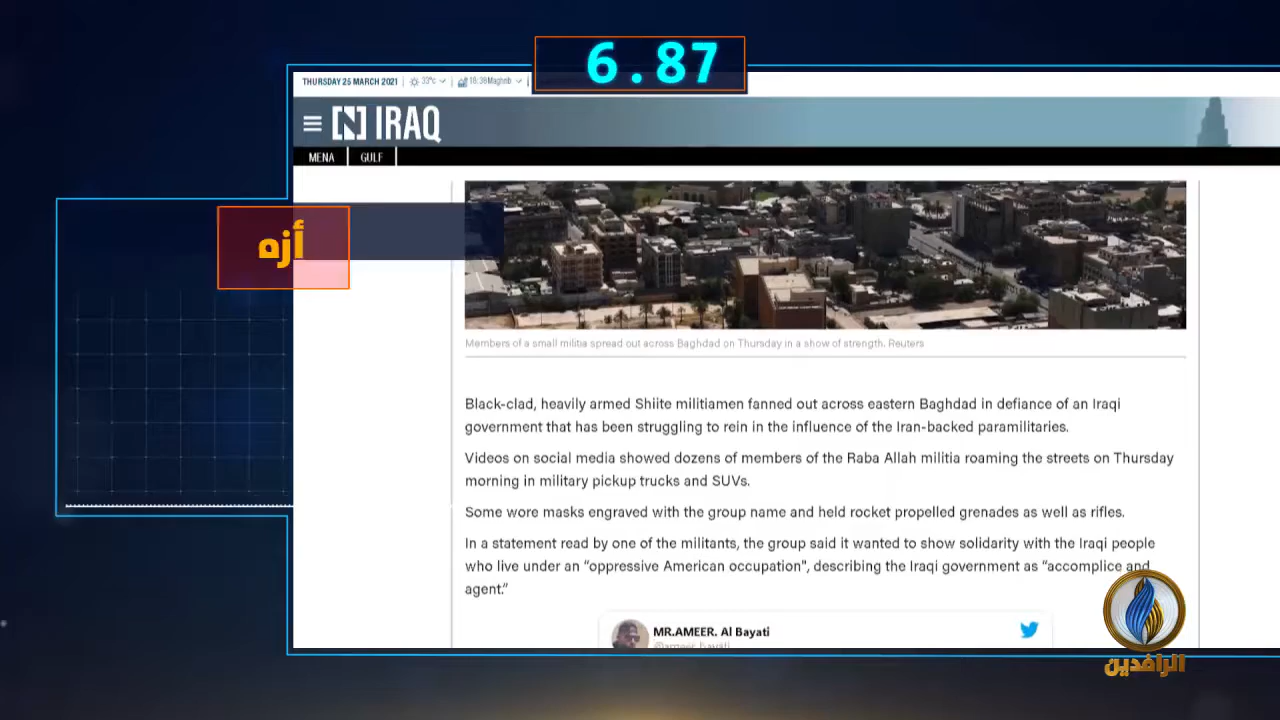 6.87
THURSDAY 25 MARCH 2021 33°c 18:38 Maghrib
IRAQ
MENA GULF
أزه
Members of a small militia spread out across Baghdad on Thursday in a show of strength. Reuters
Black-clad, heavily armed Shiite militiamen fanned out across eastern Baghdad in defiance of an Iraqi
government that has been struggling to rein in the influence of the Iran-backed paramilitaries.
Videos on social media showed dozens of members of the Raba Allah militia roaming the streets on Thursday
morning in military pickup trucks and SUVs.
Some wore masks engraved with the group name and held rocket propelled grenades as well as rifles.
In a statement read by one of the militants, the group said it wanted to show solidarity with the Iraqi people
who live under an “oppressive American occupation", describing the Iraqi government as “accomplice and
agent.”
MR.AMEER. Al Bayati
@ameer_bayati
الرافدين